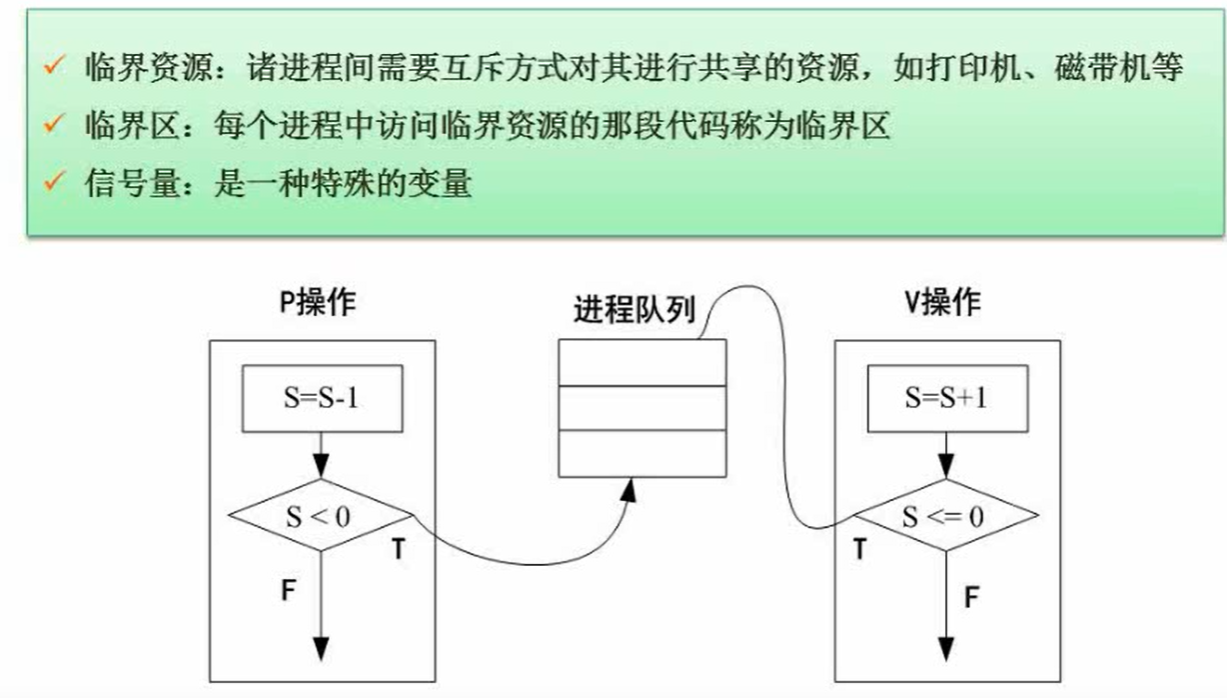 临界资源：诸进程间需要互斥方式对其进行共享的资源，如打印机、磁带机等
临界区：每个进程中访问临界资源的那段代码称为临界区
信号量：是一种特殊的变量
P操作
进程队列
V操作
S=S-1
S=S+1
S < 0
S <= 0
T
T
F
F